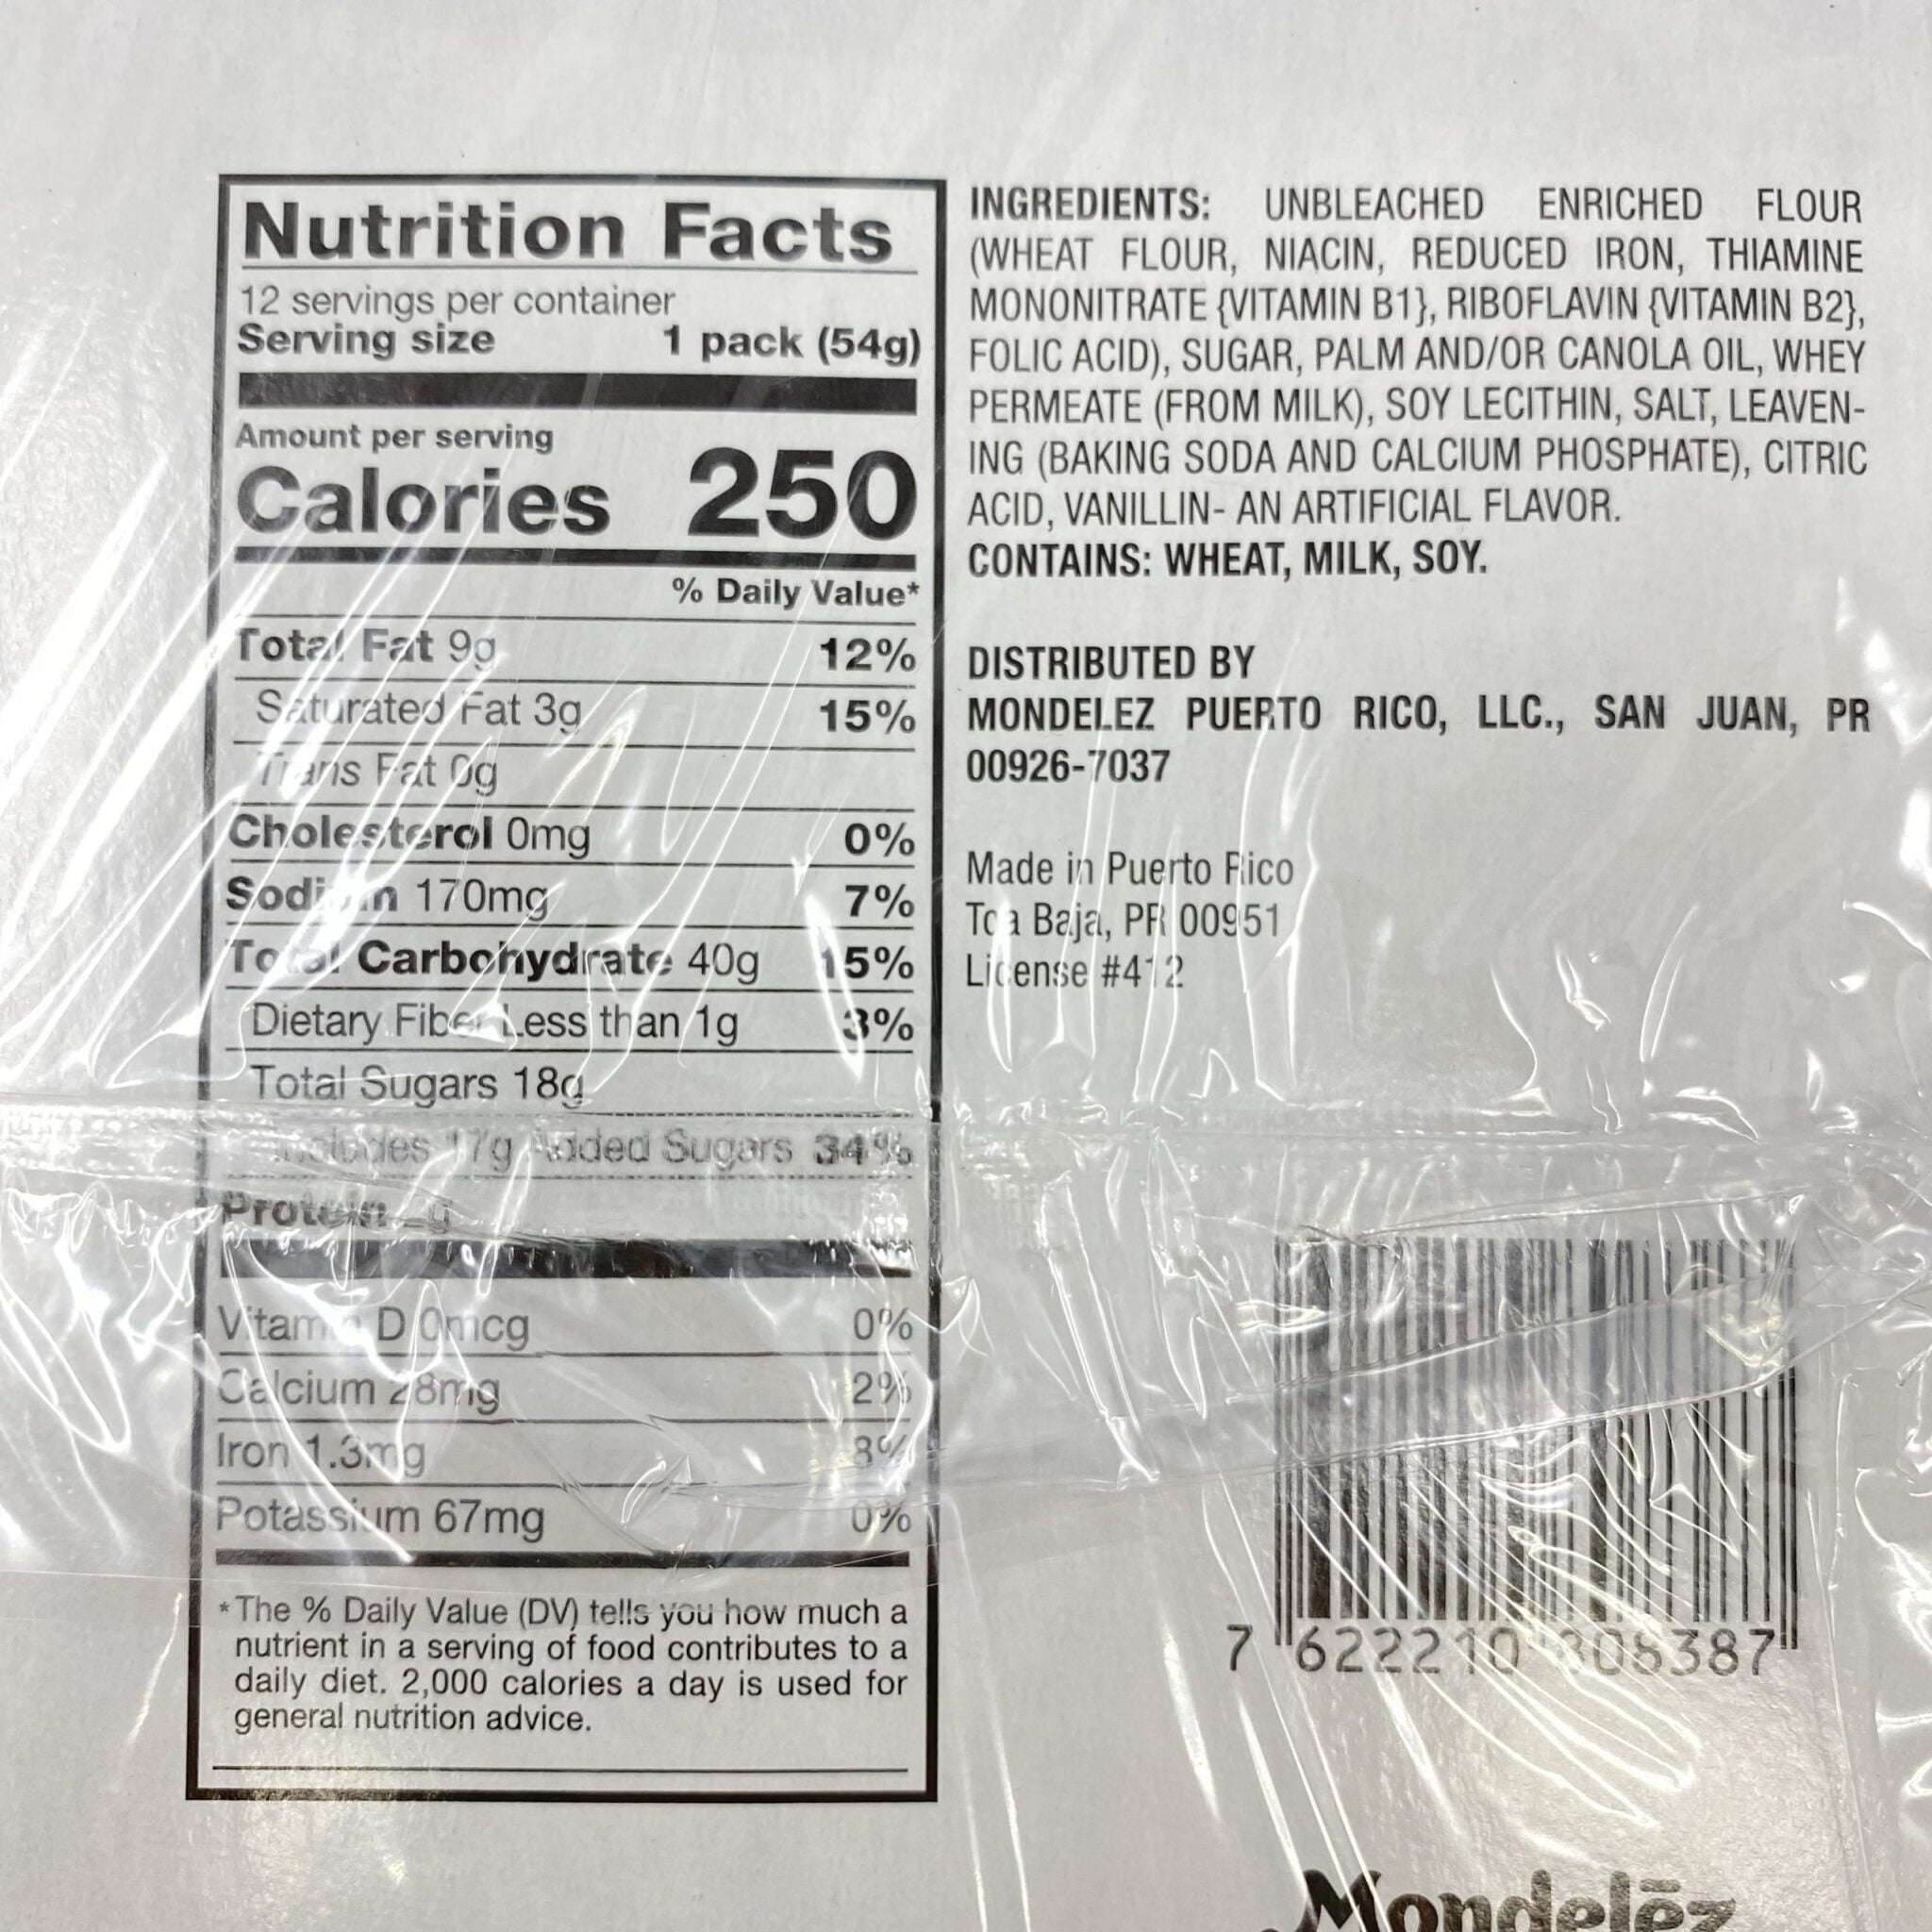 Nutrition Facts
12 servings per container
Serving size 1 pack (54g)
Amount per serving
Calories 250
% Daily Value*
Total Fat 9g 12%
Saturated Fat 3g 15%
Trans Fat 0g
Cholesterol 0mg 0%
Sodium 170mg 7%
Total Carbohydrate 40g 15%
Dietary Fiber Less than 1g 3%
Total Sugars 18g
Includes 17g Added Sugars 34%
Protein
Vitamin D 0mcg 0%
Calcium 28mg 2%
Iron 1.3mg 8%
Potassium 67mg 0%
*The % Daily Value (DV) tells you how much a
nutrient in a serving of food contributes to a
daily diet. 2,000 calories a day is used for
general nutrition advice.
INGREDIENTS: UNBLEACHED ENRICHED FLOUR
(WHEAT FLOUR, NIACIN, REDUCED IRON, THIAMINE
MONONITRATE {VITAMIN B1}, RIBOFLAVIN {VITAMIN B2},
FOLIC ACID), SUGAR, PALM AND/OR CANOLA OIL, WHEY
PERMEATE (FROM MILK), SOY LECITHIN, SALT, LEAVEN-
ING (BAKING SODA AND CALCIUM PHOSPHATE), CITRIC
ACID, VANILLIN- AN ARTIFICIAL FLAVOR.
CONTAINS: WHEAT, MILK, SOY.
DISTRIBUTED BY
MONDELEZ PUERTO RICO, LLC., SAN JUAN, PR
00926-7037
Made in Puerto Rico
Toa Baja, PR 00951
License #412
7 622210 308387
Mondelēz